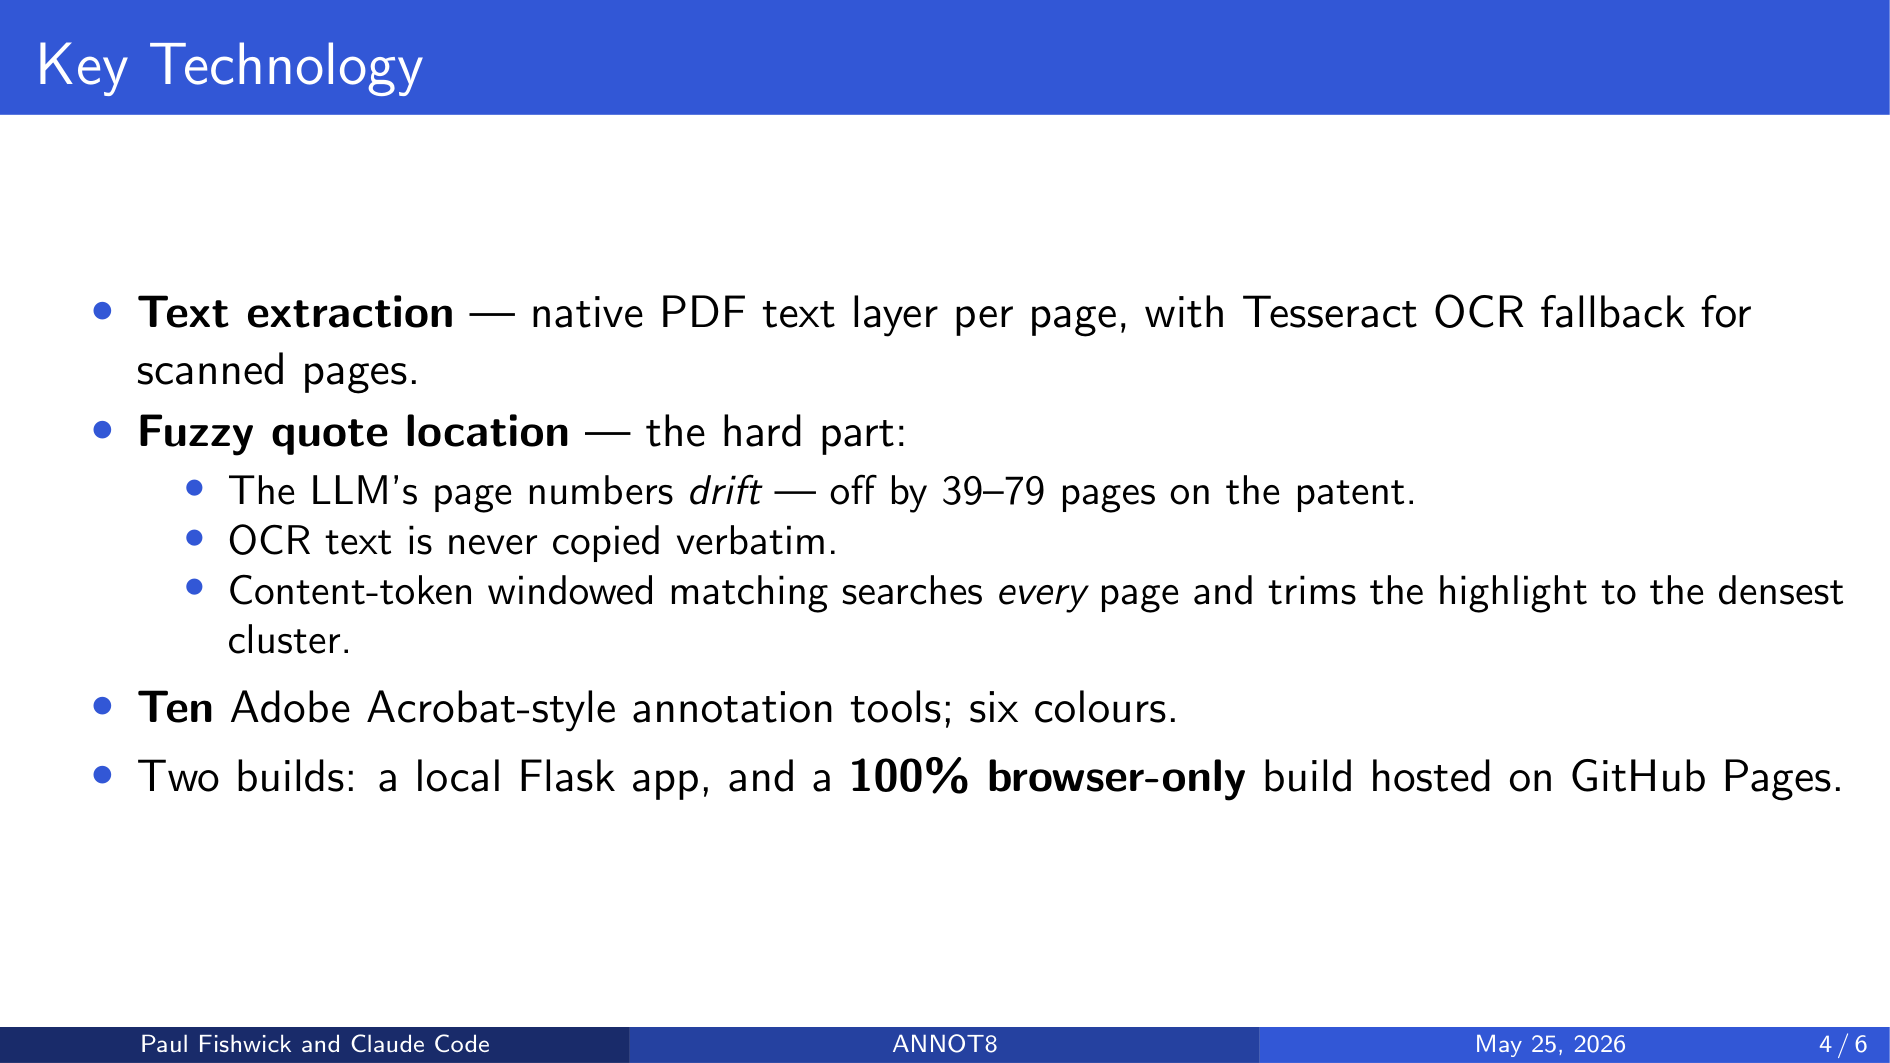 Key Technology
• Text extraction — native PDF text layer per page, with Tesseract OCR fallback for
scanned pages.
• Fuzzy quote location — the hard part:
• The LLM’s page numbers drift — off by 39–79 pages on the patent.
• OCR text is never copied verbatim.
• Content-token windowed matching searches every page and trims the highlight to the densest
cluster.
• Ten Adobe Acrobat-style annotation tools; six colours.
• Two builds: a local Flask app, and a 100% browser-only build hosted on GitHub Pages.
Paul Fishwick and Claude Code ANNOT8 May 25, 2026 4 / 6